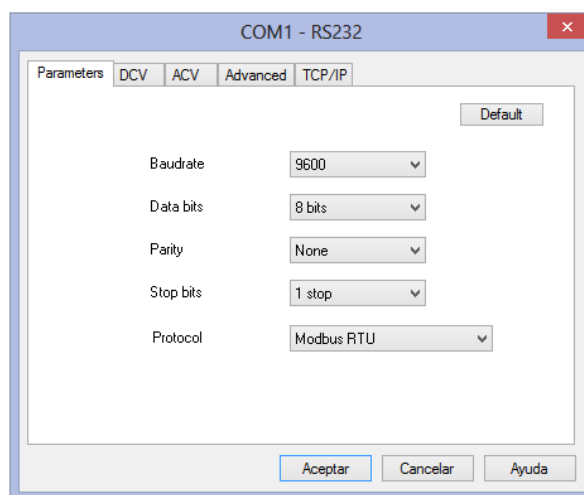 COM1 - RS232
Parameters DCV ACV Advanced TCP/IP
Default
Baudrate 9600
Data bits 8 bits
Parity None
Stop bits 1 stop
Protocol Modbus RTU
Aceptar Cancelar Ayuda